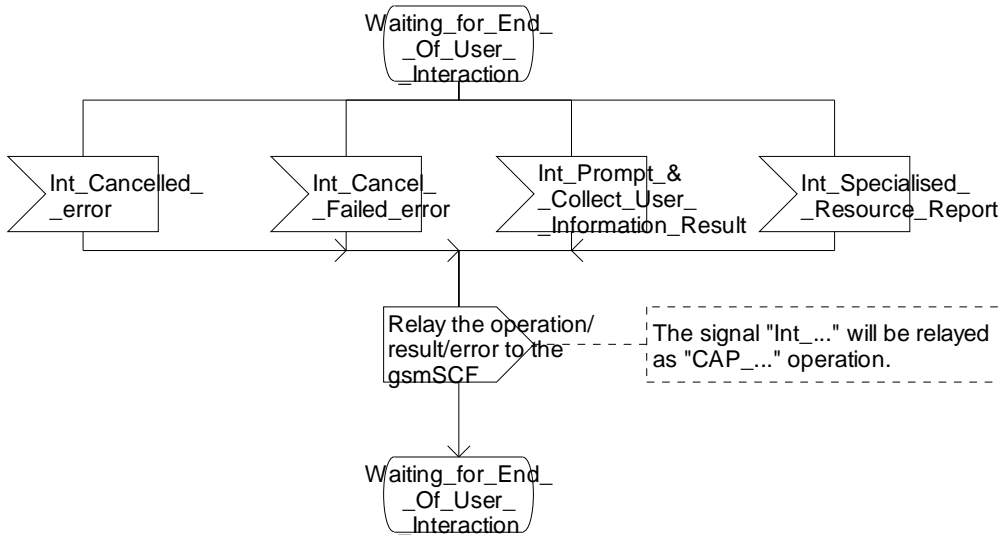 Waiting_for_End_
_Of_User_
_Interaction
Int_Cancelled_
_error
Int_Cancel_
_Failed_error
Int_Prompt_&
_Collect_User_
_Information_Result
Int_Specialised_
_Resource_Report
Relay the operation/
result/error to the
gsmSCF
The signal "Int_..." will be relayed
as "CAP_..." operation.
Waiting_for_End_
_Of_User_
_Interaction